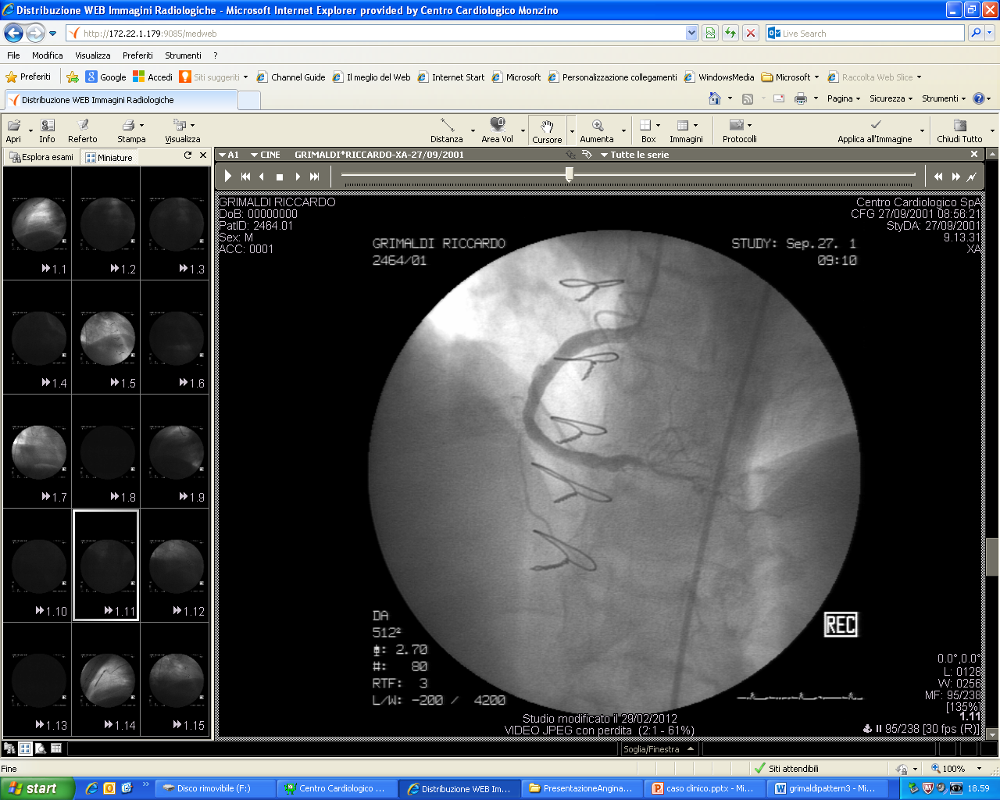 Distribuzione WEB Immagini Radiologiche - Microsoft Internet Explorer provided by Centro Cardiologico Monzino
http://172.22.1.179:9085/medweb
Live Search
File Modifica Visualizza Preferiti Strumenti ?
Preferiti Google Accedi Siti suggeriti Channel Guide Il meglio del Web Internet Start Microsoft Personalizzazione collegamenti WindowsMedia Microsoft Raccolta Web Slice
Distribuzione WEB Immagini Radiologiche
Pagina Sicurezza Strumenti
Apri Info Referto Stampa Visualizza Distanza Area Vol Cursore Aumenta Box Immagini Protocolli Applica all'Immagine Chiudi Tutto
Esplora esami Miniature
A1 CINE GRIMALDI*RICCARDO-XA-27/09/2001 Tutte le serie
1.1 1.2 1.3
1.4 1.5 1.6
1.7 1.8 1.9
1.10 1.11 1.12
1.13 1.14 1.15
GRIMALDI RICCARDO
DoB: 00000000
PatID: 2464.01
Sex: M
ACC: 0001
Centro Cardiologico SpA
CFG 27/09/2001 08:56:21
StyDA: 27/09/2001
9.13.31
XA
GRIMALDI RICCARDO
2464/01
STUDY: Sep.27. 1
09:10
DA
512²
: 2.70
#: 80
RTF: 3
L/W: -200 / 4200
REC
0.0°,0.0°
L: 0128
W: 0256
MF: 95/238
[135%]
1.11
95/238 [30 fps (R)]
Studio modificato il 29/02/2012
VIDEO JPEG con perdita (2:1 - 61%)
Soglia/Finestra
Fine
Siti attendibili
100%
start
Disco rimovibile (F:)
Centro Cardiologico ...
Distribuzione WEB Im...
PresentazioneAngina...
caso clinico.pptx - Mi...
grimaldipattern3 - Mi...
18.59